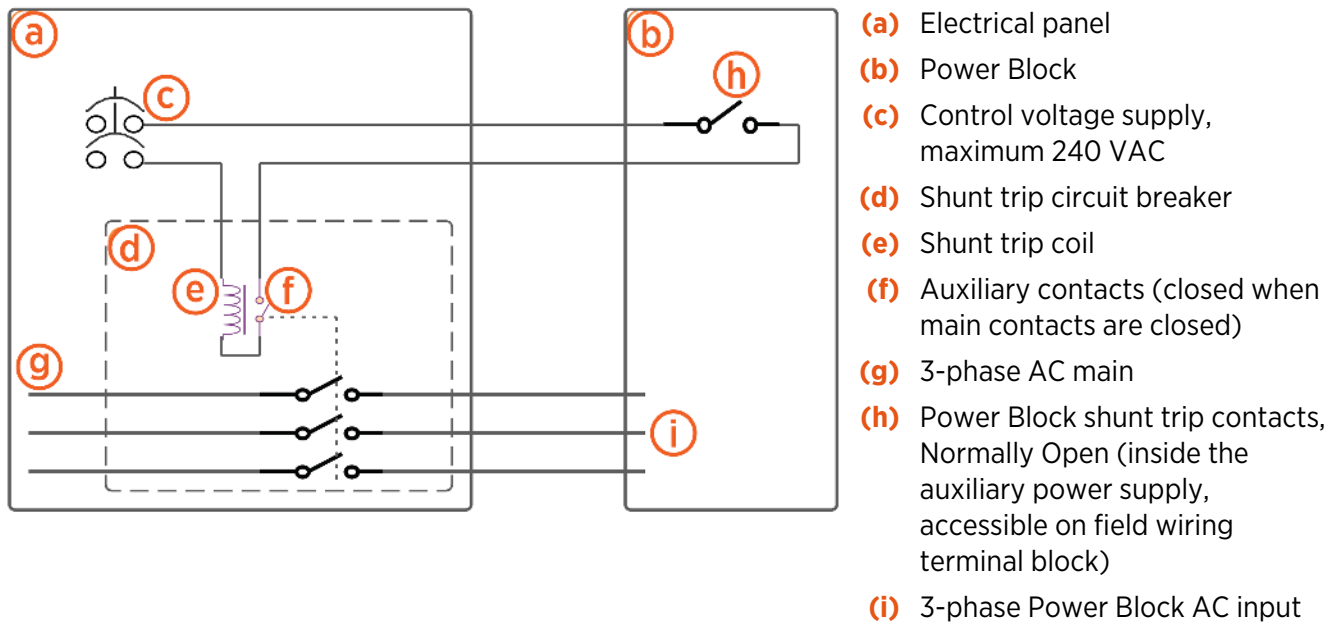 a
b
c
h
d
e
f
g
i
(a) Electrical panel
(b) Power Block
(c) Control voltage supply,
maximum 240 VAC
(d) Shunt trip circuit breaker
(e) Shunt trip coil
(f) Auxiliary contacts (closed when
main contacts are closed)
(g) 3-phase AC main
(h) Power Block shunt trip contacts,
Normally Open (inside the
auxiliary power supply,
accessible on field wiring
terminal block)
(i) 3-phase Power Block AC input